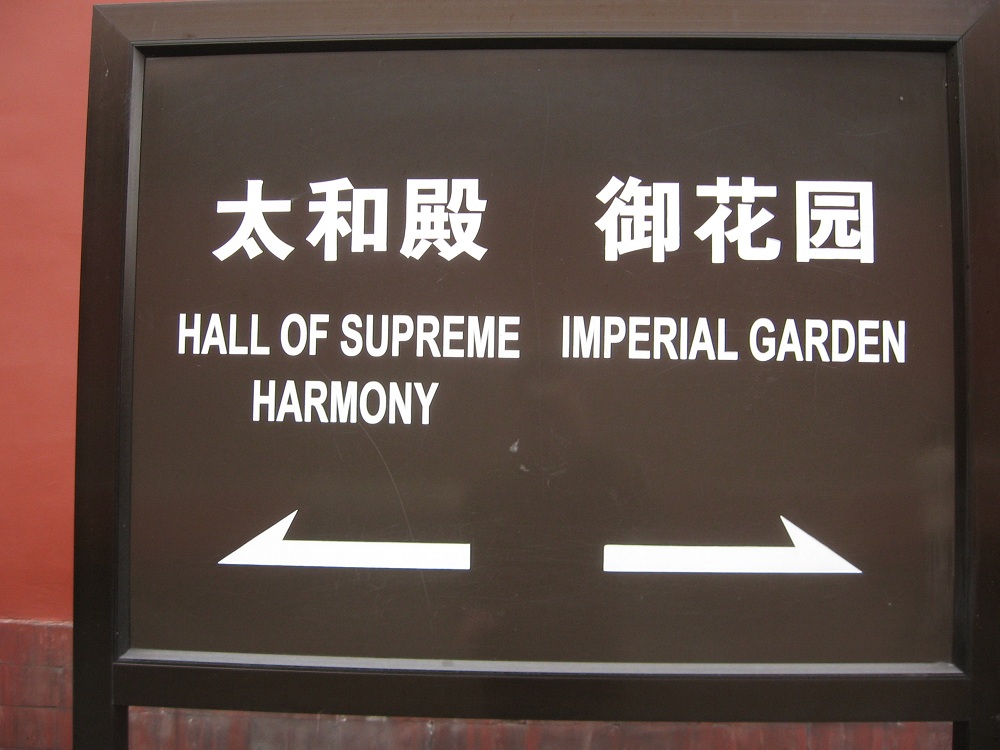 太和殿
HALL OF SUPREME
HARMONY
御花园
IMPERIAL GARDEN